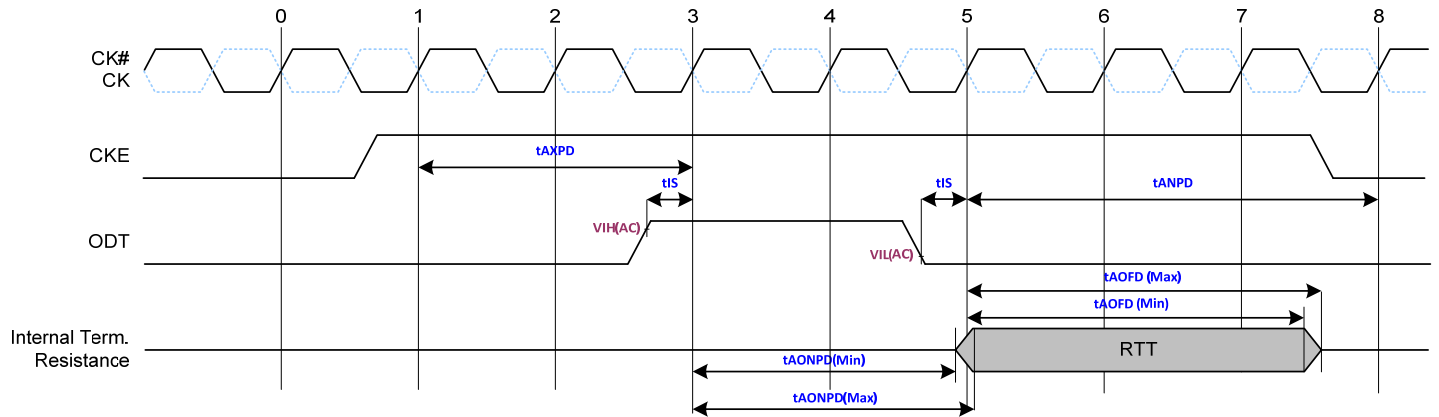 0 1 2 3 4 5 6 7 8
CK#
CK
CKE
tAXPD
tIS
tIS
tANPD
VIH(AC)
ODT
VIL(AC)
tAOFD (Max)
tAOFD (Min)
Internal Term.
Resistance
RTT
tAONPD(Min)
tAONPD(Max)